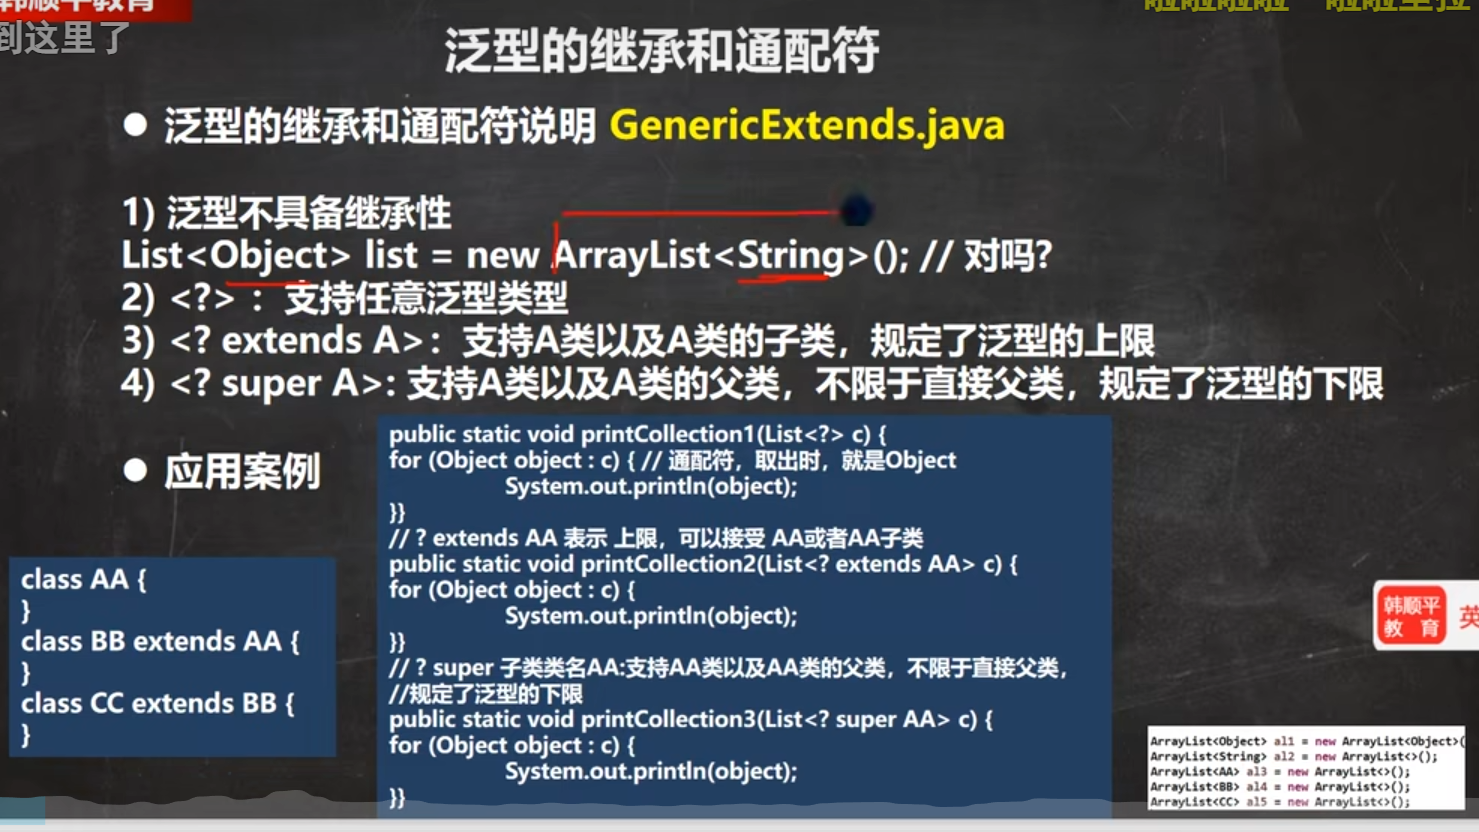 韩顺平教育
到这里了
泛型的继承和通配符
● 泛型的继承和通配符说明 GenericExtends.java
1) 泛型不具备继承性
List<Object> list = new ArrayList<String>(); // 对吗?
2) <?> ：支持任意泛型类型
3) <? extends A>：支持A类以及A类的子类，规定了泛型的上限
4) <? super A>: 支持A类以及A类的父类，不限于直接父类，规定了泛型的下限
● 应用案例
class AA {
}
class BB extends AA {
}
class CC extends BB {
}
public static void printCollection1(List<?> c) {
for (Object object : c) { // 通配符，取出时，就是Object
System.out.println(object);
}}
// ? extends AA 表示 上限，可以接受 AA或者AA子类
public static void printCollection2(List<? extends AA> c) {
for (Object object : c) {
System.out.println(object);
}}
// ? super 子类类名AA:支持AA类以及AA类的父类，不限于直接父类，
//规定了泛型的下限
public static void printCollection3(List<? super AA> c) {
for (Object object : c) {
System.out.println(object);
}}
韩顺平
教 育
英
ArrayList<Object> al1 = new ArrayList<Object>(
ArrayList<String> al2 = new ArrayList<>();
ArrayList<AA> al3 = new ArrayList<>();
ArrayList<BB> al4 = new ArrayList<>();
ArrayList<CC> al5 = new ArrayList<>();